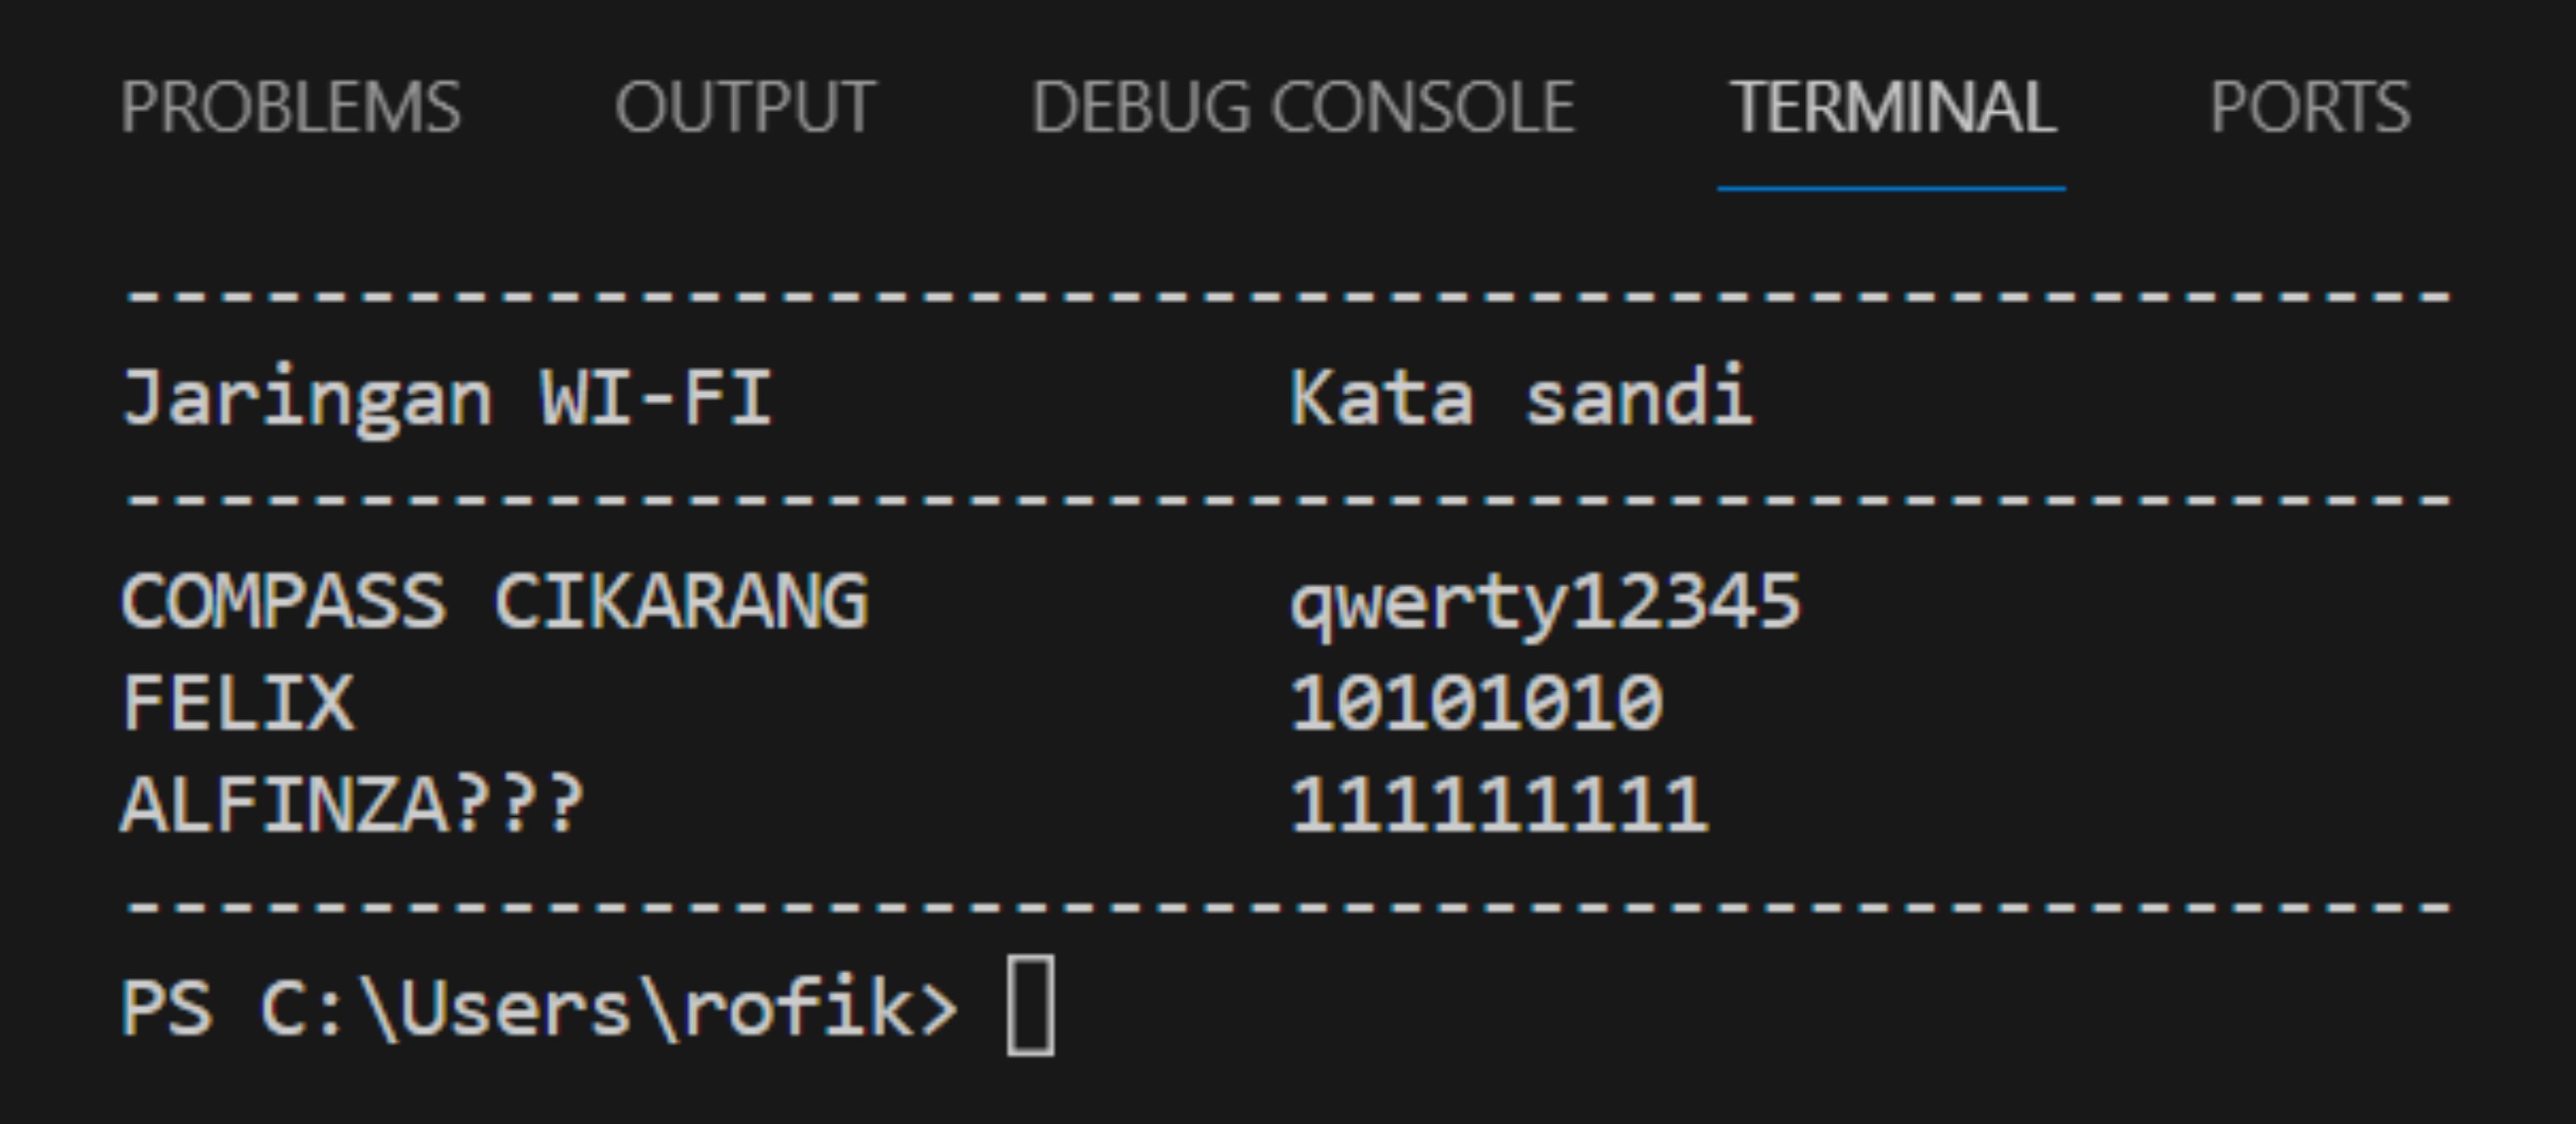 PROBLEMS OUTPUT DEBUG CONSOLE TERMINAL PORTS
--------------------------------------------------
Jaringan WI-FI Kata sandi
--------------------------------------------------
COMPASS CIKARANG qwerty12345
FELIX 10101010
ALFINZA??? 111111111
--------------------------------------------------
PS C:\Users\rofik>